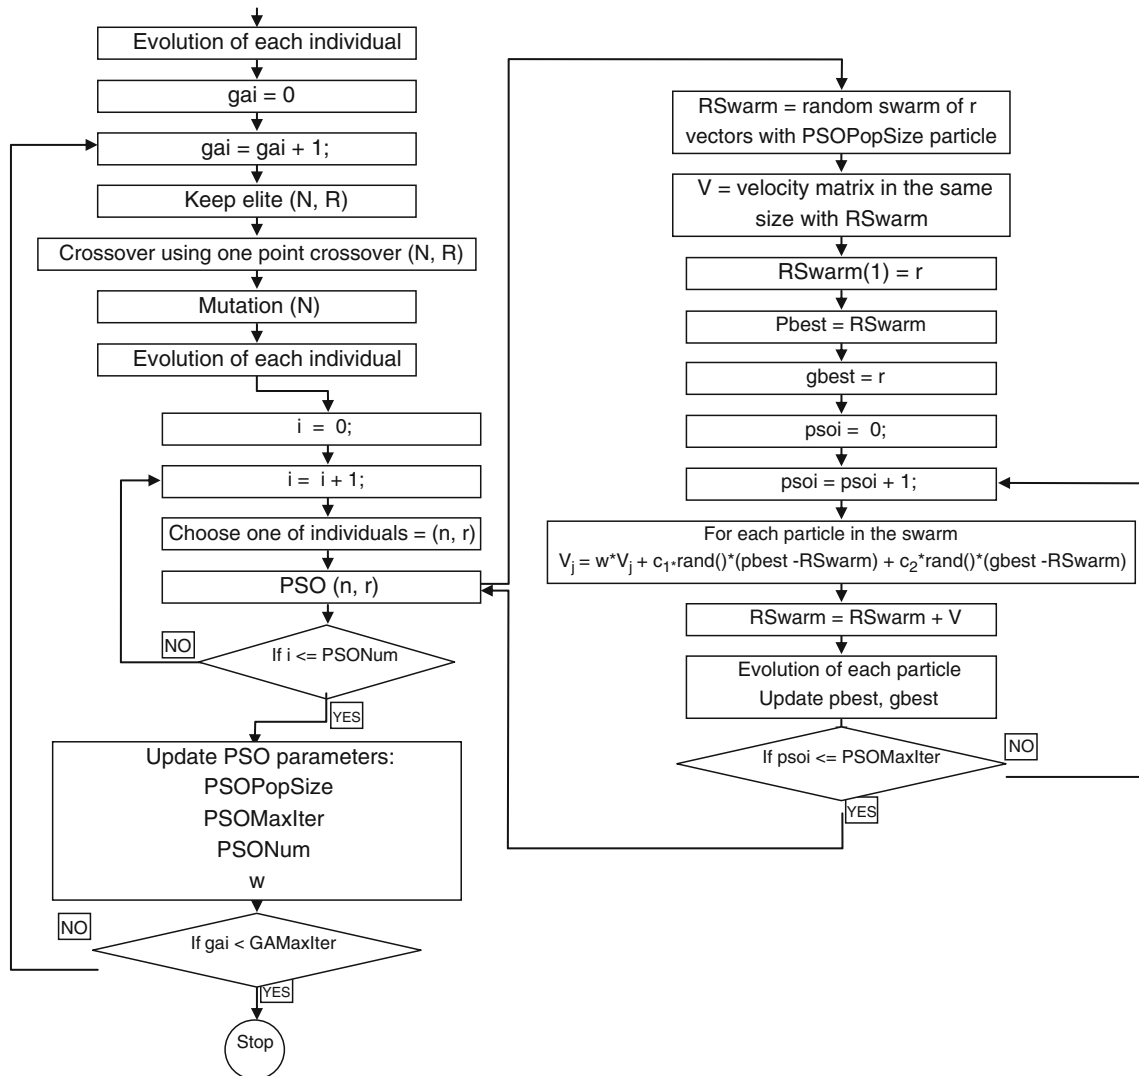 Evolution of each individual
gai = 0
gai = gai + 1;
Keep elite (N, R)
Crossover using one point crossover (N, R)
Mutation (N)
Evolution of each individual
i = 0;
i = i + 1;
Choose one of individuals = (n, r)
PSO (n, r)
NO
If i <= PSONum
YES
Update PSO parameters:
PSOPopSize
PSOMaxIter
PSONum
w
NO
If gai < GAMaxIter
YES
Stop
RSwarm = random swarm of r
vectors with PSOPopSize particle
V = velocity matrix in the same
size with RSwarm
RSwarm(1) = r
Pbest = RSwarm
gbest = r
psoi = 0;
psoi = psoi + 1;
For each particle in the swarm
V_j = w*V_j + c_1*rand()*(pbest -RSwarm) + c_2*rand()*(gbest -RSwarm)
RSwarm = RSwarm + V
Evolution of each particle
Update pbest, gbest
If psoi <= PSOMaxIter
NO
YES